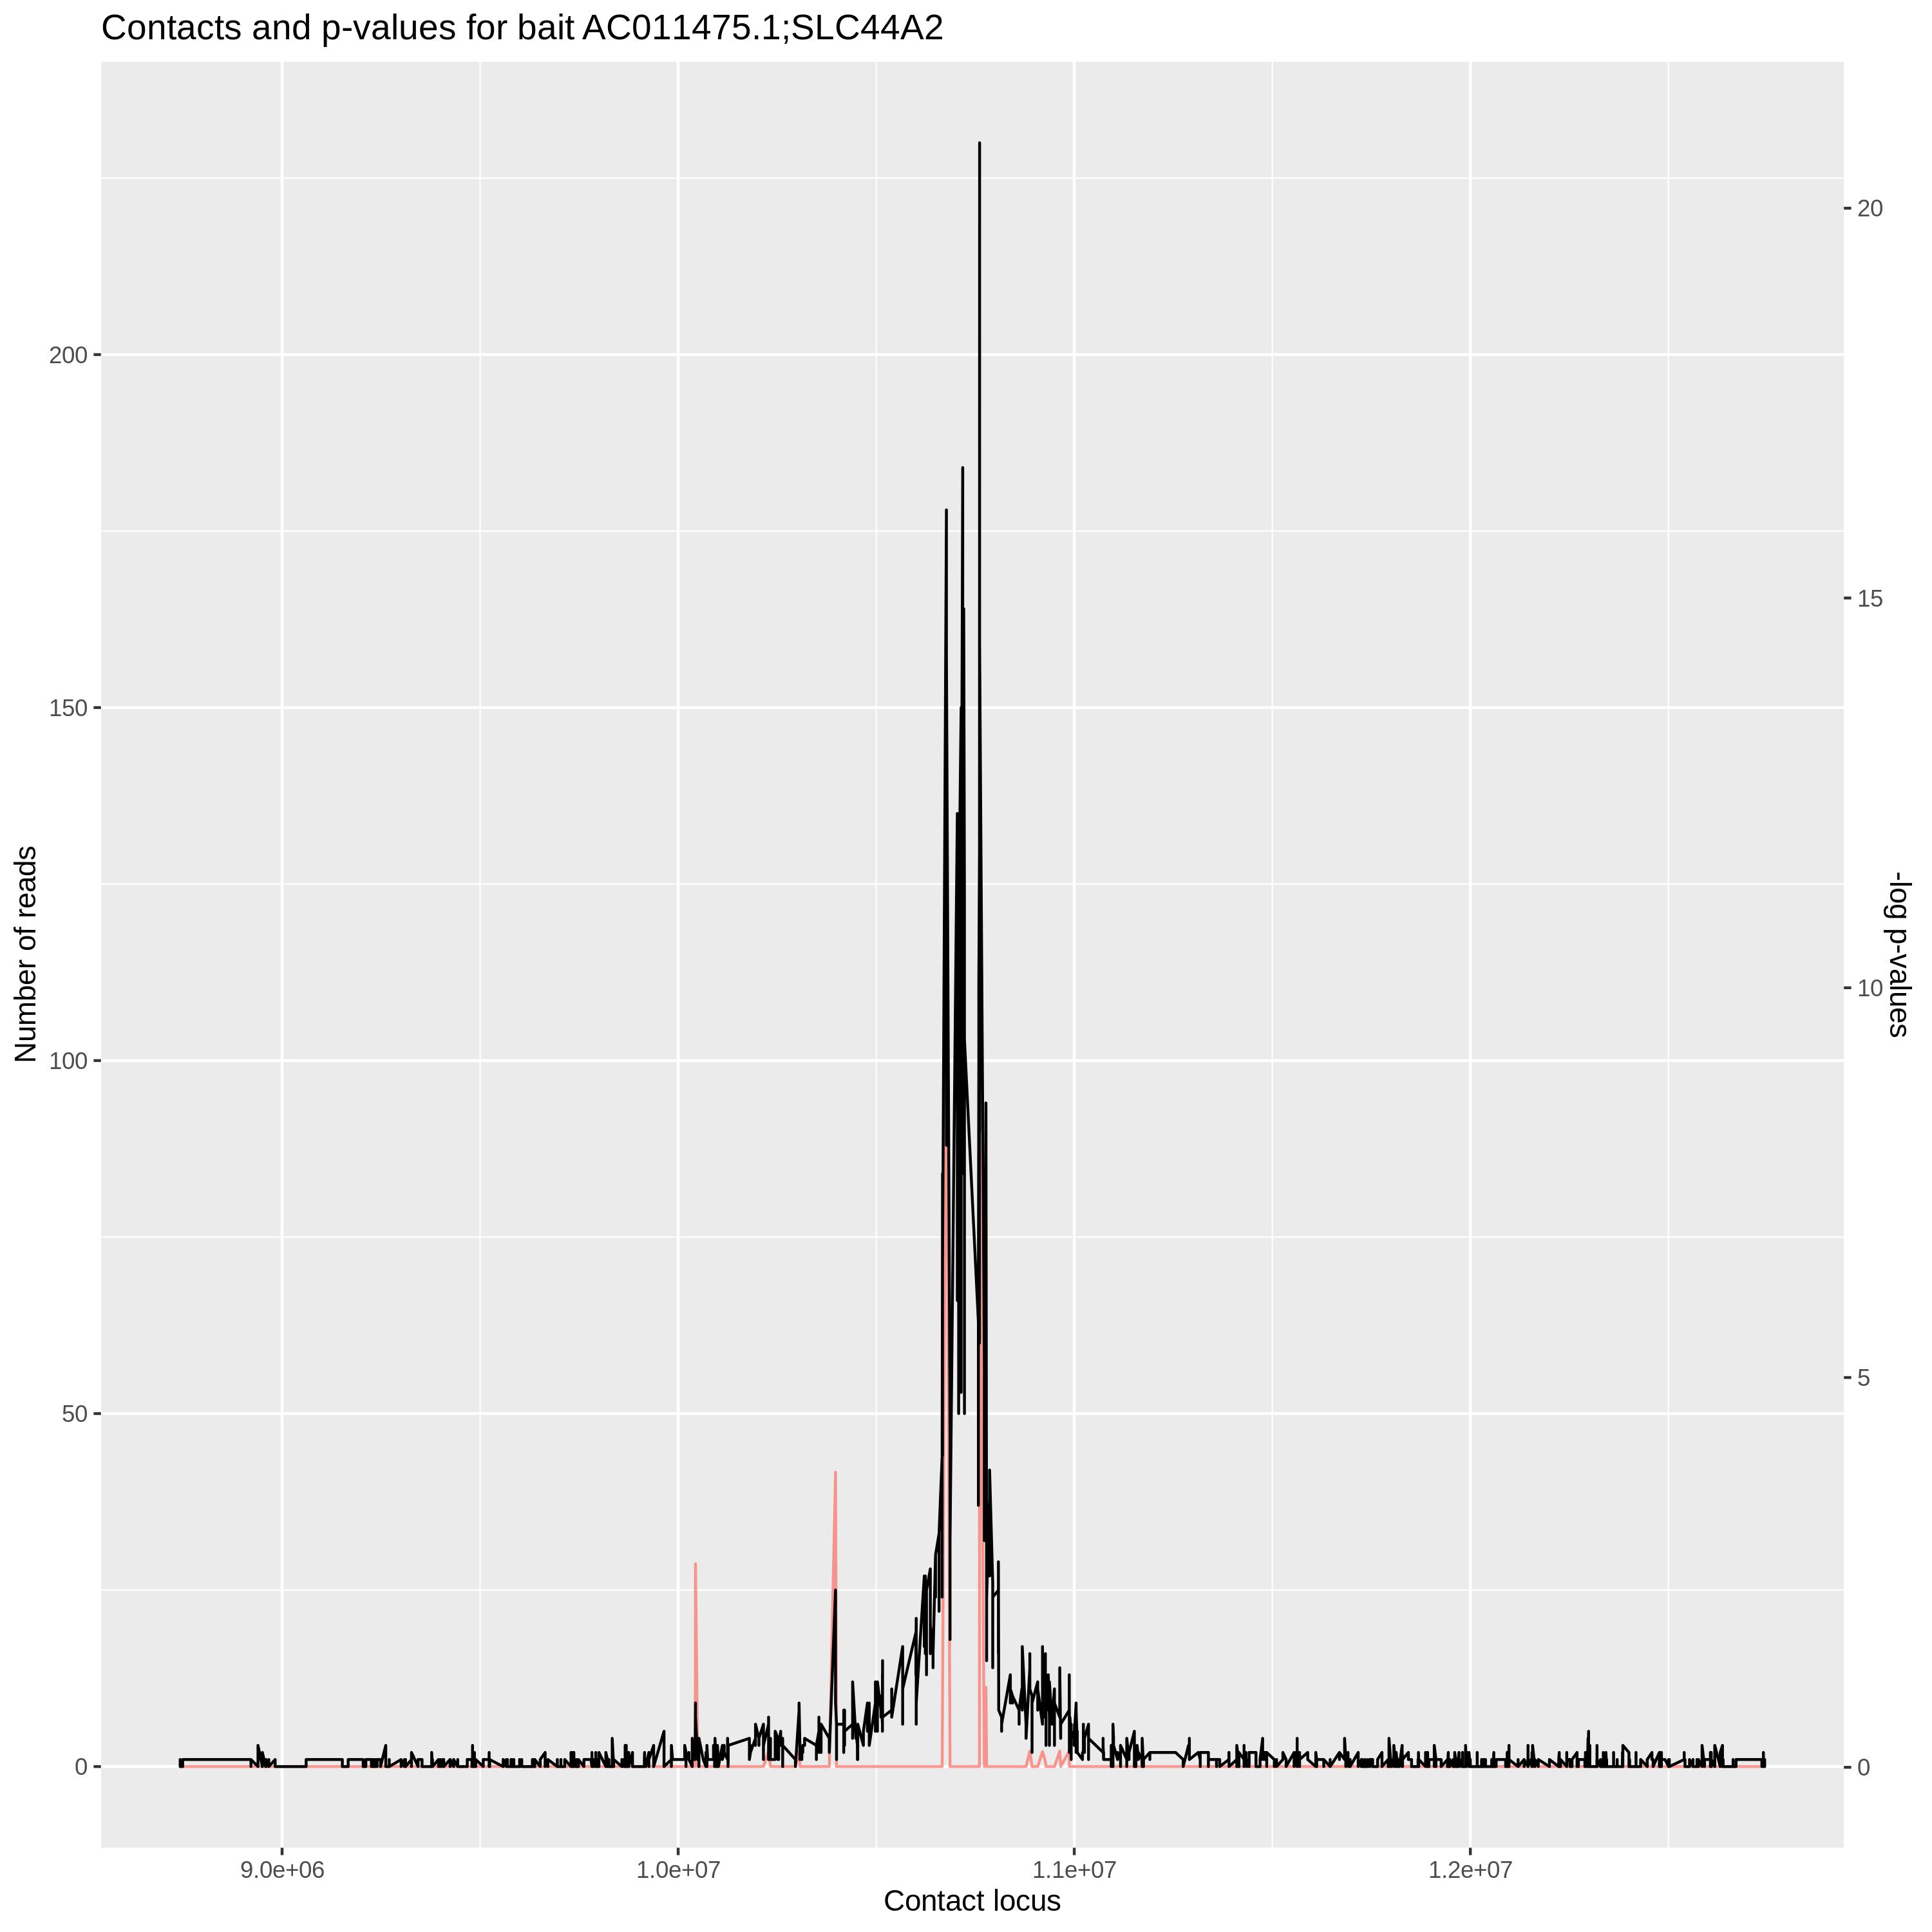 Contacts and p-values for bait AC011475.1;SLC44A2
Number of reads
200
150
100
50
0
20
15
10
5
0
-log p-values
9.0e+06
1.0e+07
1.1e+07
1.2e+07
Contact locus